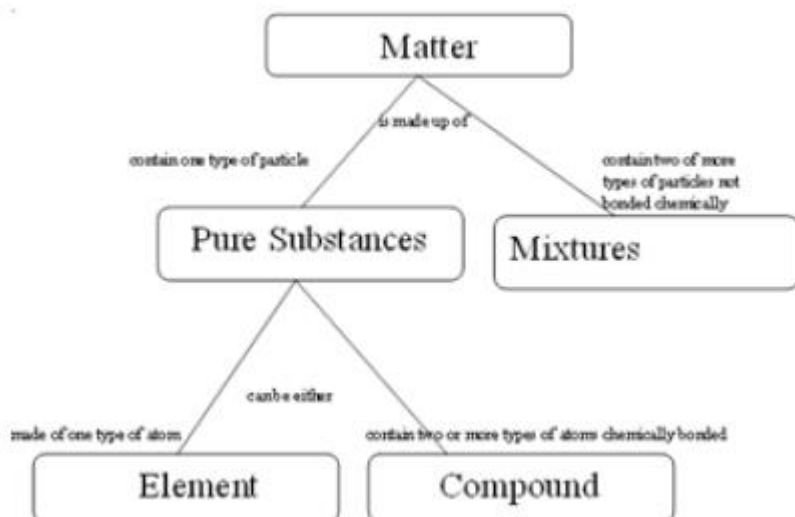 Matter
is made up of
contain one type of particle
contain two of more
types of particles not
bonded chemically
Pure Substances
Mixtures
can be either
made of one type of atom
contain two or more types of atoms chemically bonded
Element
Compound